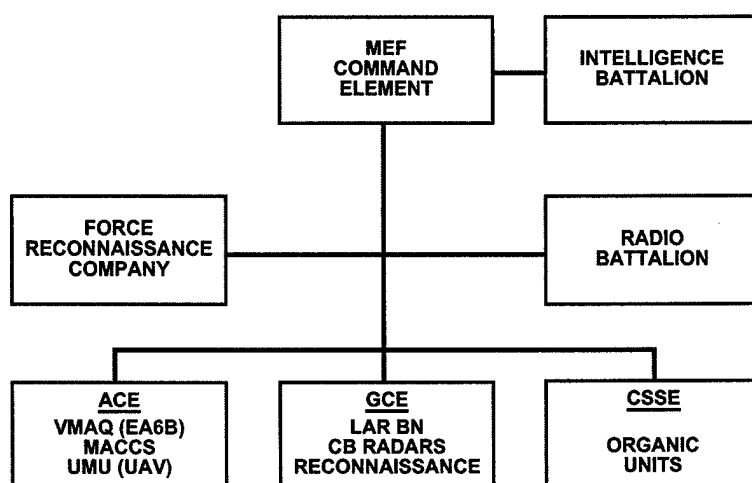 MEF
COMMAND
ELEMENT
INTELLIGENCE
BATTALION
FORCE
RECONNAISSANCE
COMPANY
RADIO
BATTALION
ACE
VMAQ (EA6B)
MACCS
UMU (UAV)
GCE
LAR BN
CB RADARS
RECONNAISSANCE
CSSE
ORGANIC
UNITS